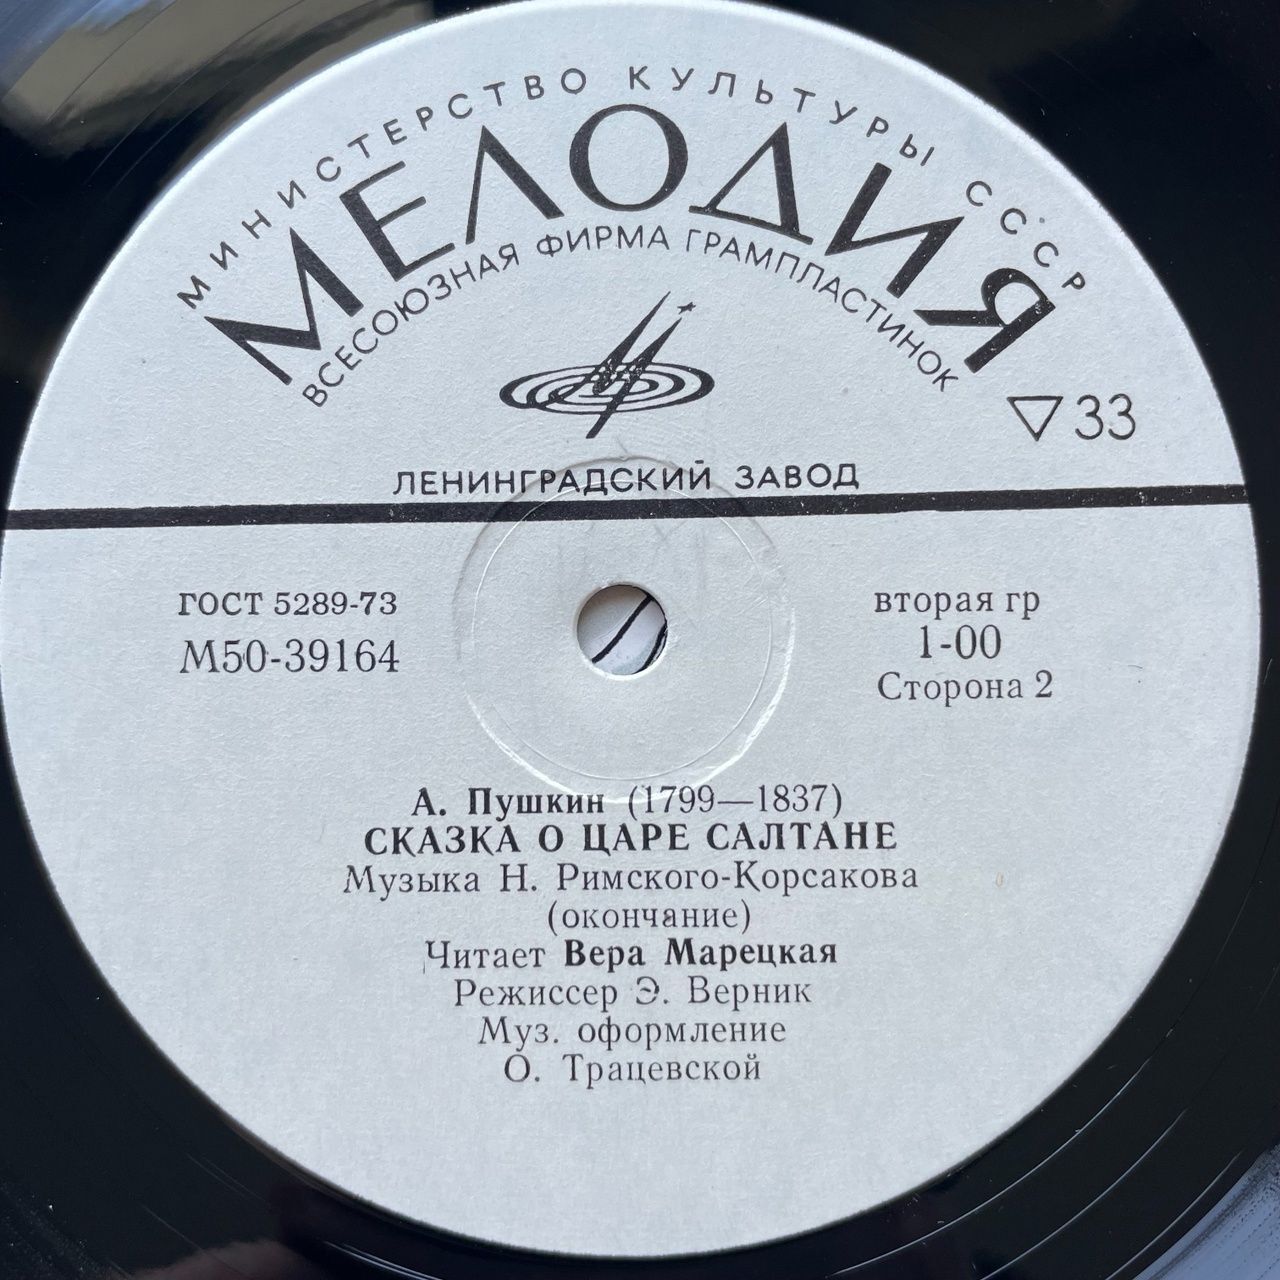 МИНИСТЕРСТВО КУЛЬТУРЫ СССР
МЕЛОДИЯ
ВСЕСОЮЗНАЯ ФИРМА ГРАМПЛАСТИНОК
▽ 33
ЛЕНИНГРАДСКИЙ ЗАВОД
ГОСТ 5289-73
М50-39164
вторая гр
1-00
Сторона 2
А. Пушкин (1799—1837)
СКАЗКА О ЦАРЕ САЛТАНЕ
Музыка Н. Римского-Корсакова
(окончание)
Читает Вера Марецкая
Режиссер Э. Верник
Муз. оформление
О. Трацевской